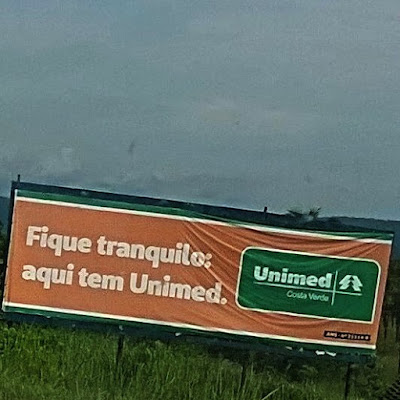 Fique tranquilo:
aqui tem Unimed.
Unimed
Costa Verde